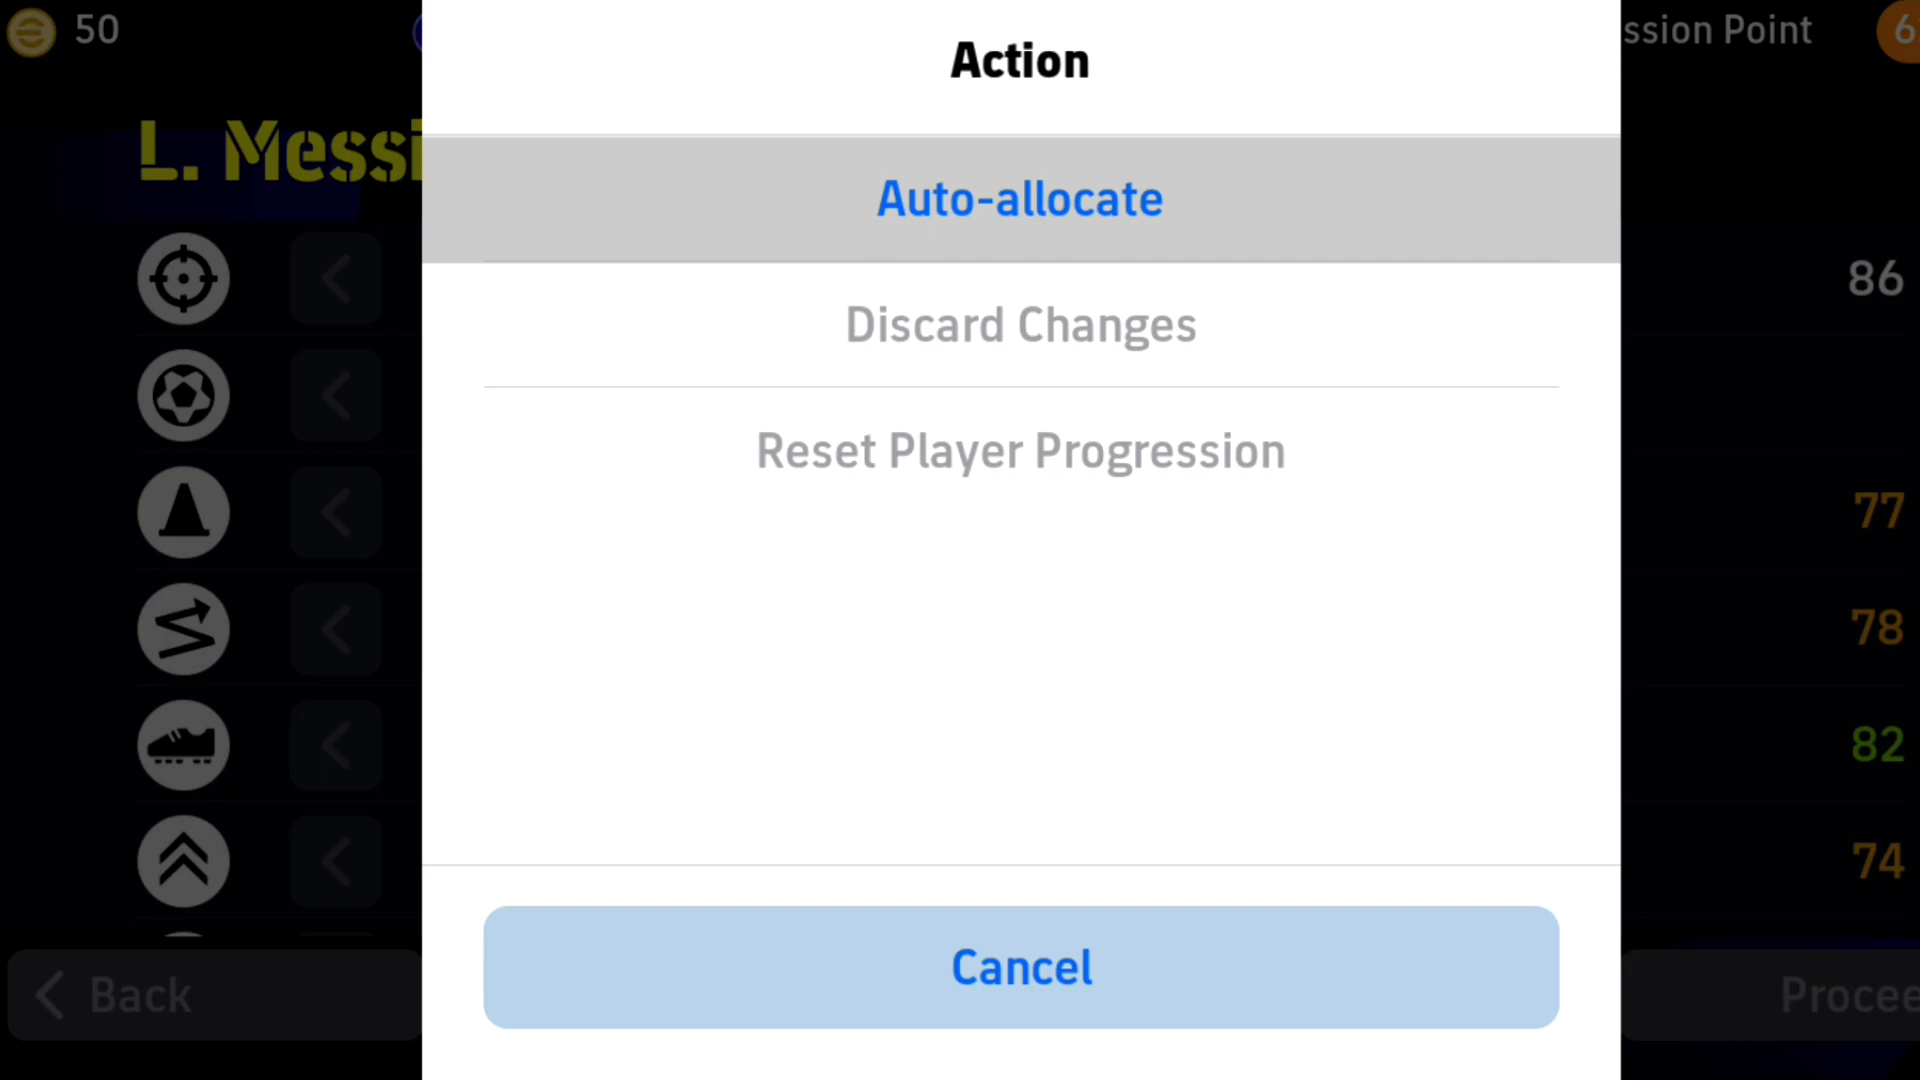 50
ssion Point
6
Action
L. Messi
Auto-allocate
86
Discard Changes
Reset Player Progression
77
78
82
74
Cancel
Back
Procee